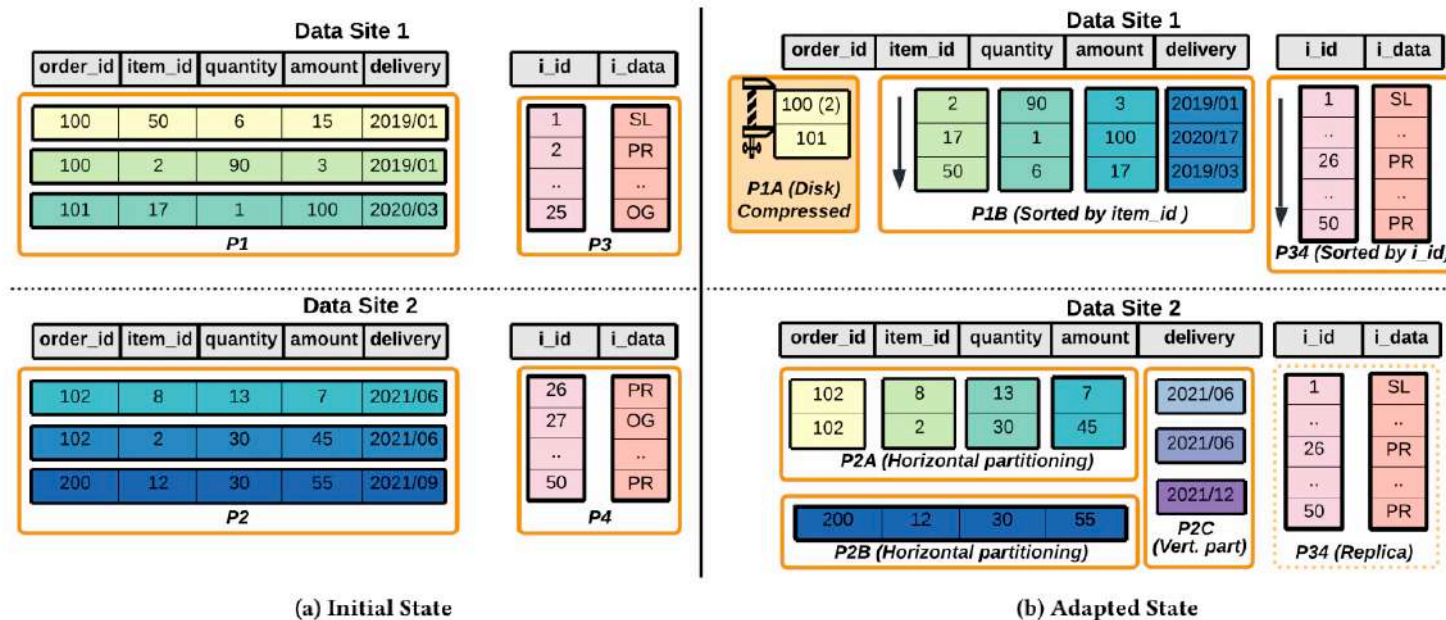 Data Site 1
order_id item_id quantity amount delivery
i_id i_data
100 50 6 15 2019/01
100 2 90 3 2019/01
101 17 1 100 2020/03
P1
1 SL
2 PR
.. ..
25 OG
P3
Data Site 2
order_id item_id quantity amount delivery
i_id i_data
102 8 13 7 2021/06
102 2 30 45 2021/06
200 12 30 55 2021/09
P2
26 PR
27 OG
.. ..
50 PR
P4
(a) Initial State
Data Site 1
order_id item_id quantity amount delivery
i_id i_data
100 (2)
101
P1A (Disk)
Compressed
2 90 3 2019/01
17 1 100 2020/17
50 6 17 2019/03
P1B (Sorted by item_id )
1 SL
.. ..
26 PR
.. ..
50 PR
P34 (Sorted by i_id)
Data Site 2
order_id item_id quantity amount delivery
i_id i_data
102 8 13 7
102 2 30 45
P2A (Horizontal partitioning)
200 12 30 55
P2B (Horizontal partitioning)
2021/06
2021/06
2021/12
P2C
(Vert. part)
1 SL
.. ..
26 PR
.. ..
50 PR
P34 (Replica)
(b) Adapted State